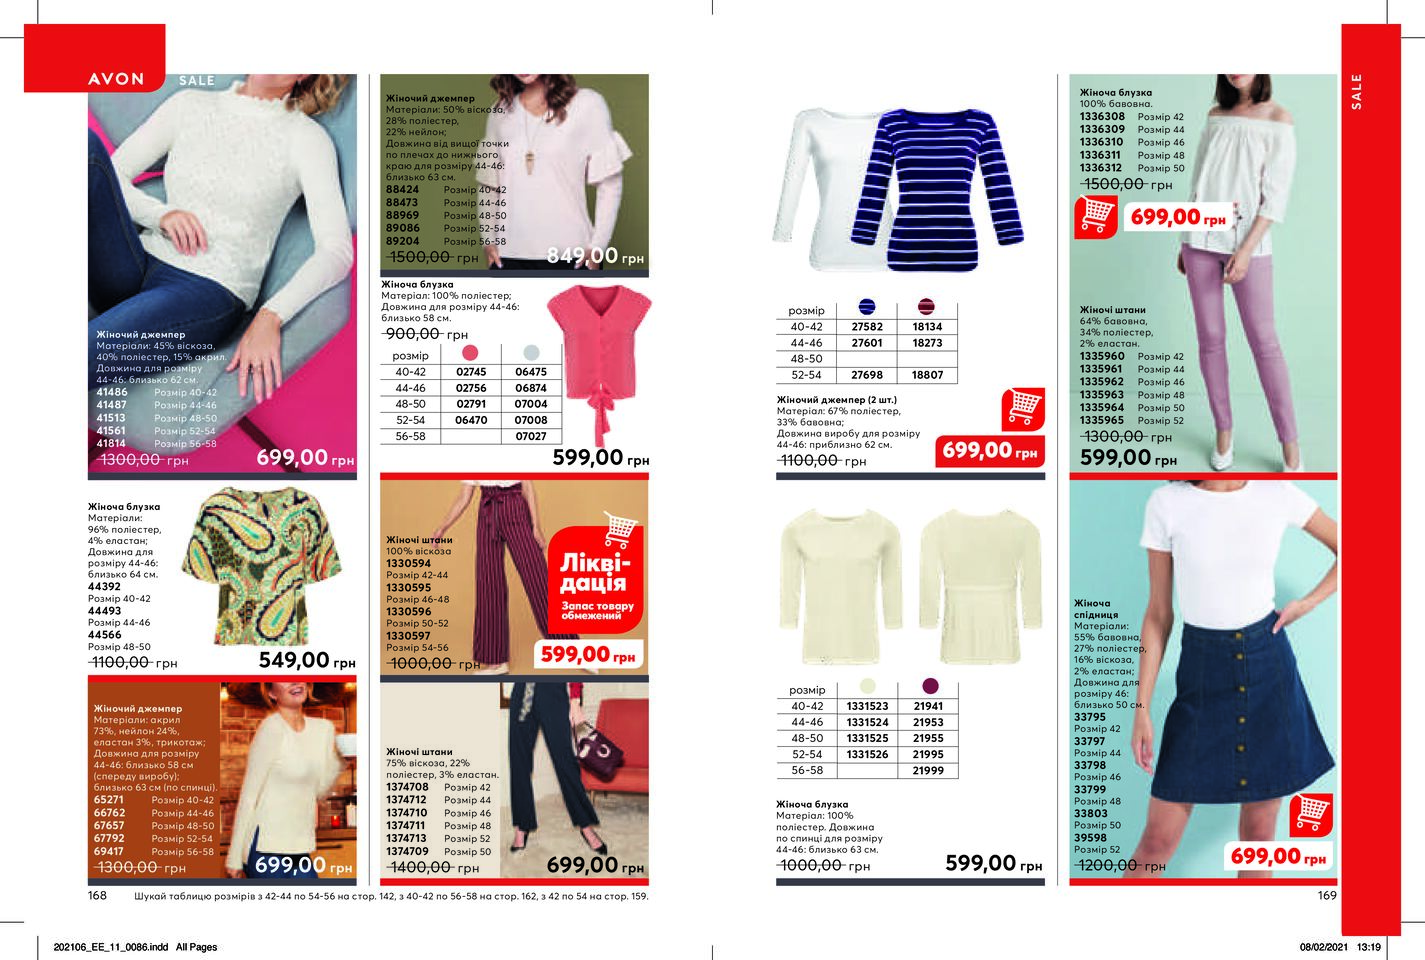 AVON
SALE
Жіночий джемпер
Матеріали: 45% віскоза,
40% поліестер, 15% акрил.
Довжина для розміру
44-46: близько 62 см.
41486 Розмір 40-42
41487 Розмір 44-46
41513 Розмір 48-50
41561 Розмір 52-54
41814 Розмір 56-58
1300,00 грн
699,00 грн
Жіноча блузка
Матеріали:
96% поліестер,
4% еластан;
Довжина для
розміру 44-46:
близько 64 см.
44392
Розмір 40-42
44493
Розмір 44-46
44566
Розмір 48-50
1100,00 грн
549,00 грн
Жіночий джемпер
Матеріали: акрил
73%, нейлон 24%,
еластан 3%, трикотаж;
Довжина для розміру
44-46: близько 58 см
(спереду виробу);
близько 63 см (по спинці).
65271 Розмір 40-42
66762 Розмір 44-46
67657 Розмір 48-50
67792 Розмір 52-54
69417 Розмір 56-58
1300,00 грн
699,00 грн
Жіночий джемпер
Матеріали: 50% віскоза,
28% поліестер,
22% нейлон;
Довжина від вищої точки
по плечах до нижнього
краю для розміру 44-46:
близько 63 см.
88424 Розмір 40-42
88473 Розмір 44-46
88969 Розмір 48-50
89086 Розмір 52-54
89204 Розмір 56-58
1500,00 грн
849,00 грн
Жіноча блузка
Матеріал: 100% поліестер;
Довжина для розміру 44-46:
близько 58 см.
900,00 грн
розмір
40-42 02745 06475
44-46 02756 06874
48-50 02791 07004
52-54 06470 07008
56-58 07027
599,00 грн
Жіночі штани
100% віскоза
1330594
Розмір 42-44
1330595
Розмір 46-48
1330596
Розмір 50-52
1330597
Розмір 54-56
1000,00 грн
Лікві-
дація
Запас товару
обмежений
599,00 грн
Жіночі штани
75% віскоза, 22%
поліестер, 3% еластан.
1374708 Розмір 42
1374712 Розмір 44
1374710 Розмір 46
1374711 Розмір 48
1374713 Розмір 52
1374709 Розмір 50
1400,00 грн
699,00 грн
168
Шукай таблицю розмірів з 42-44 по 54-56 на стор. 142, з 40-42 по 56-58 на стор. 162, з 42 по 54 на стор. 159.
розмір
40-42 27582 18134
44-46 27601 18273
48-50
52-54 27698 18807
Жіночий джемпер (2 шт.)
Матеріал: 67% поліестер,
33% бавовна;
Довжина виробу для розміру
44-46: приблизно 62 см.
1100,00 грн
699,00 грн
розмір
40-42 1331523 21941
44-46 1331524 21953
48-50 1331525 21955
52-54 1331526 21995
56-58 21999
Жіноча блузка
Матеріал: 100%
поліестер. Довжина
по спинці для розміру
44-46: близько 63 см.
1000,00 грн
599,00 грн
Жіноча блузка
100% бавовна.
1336308 Розмір 42
1336309 Розмір 44
1336310 Розмір 46
1336311 Розмір 48
1336312 Розмір 50
1500,00 грн
699,00 грн
Жіночі штани
64% бавовна,
34% поліестер,
2% еластан.
1335960 Розмір 42
1335961 Розмір 44
1335962 Розмір 46
1335963 Розмір 48
1335964 Розмір 50
1335965 Розмір 52
1300,00 грн
599,00 грн
Жіноча
спідниця
Матеріали:
55% бавовна,
27% поліестер,
16% віскоза,
2% еластан;
Довжина для
розміру 46:
близько 50 см.
33795
Розмір 42
33797
Розмір 44
33798
Розмір 46
33799
Розмір 48
33803
Розмір 50
39598
Розмір 52
1200,00 грн
699,00 грн
169
SALE
202106_EE_11_0086.indd All Pages
08/02/2021 13:19